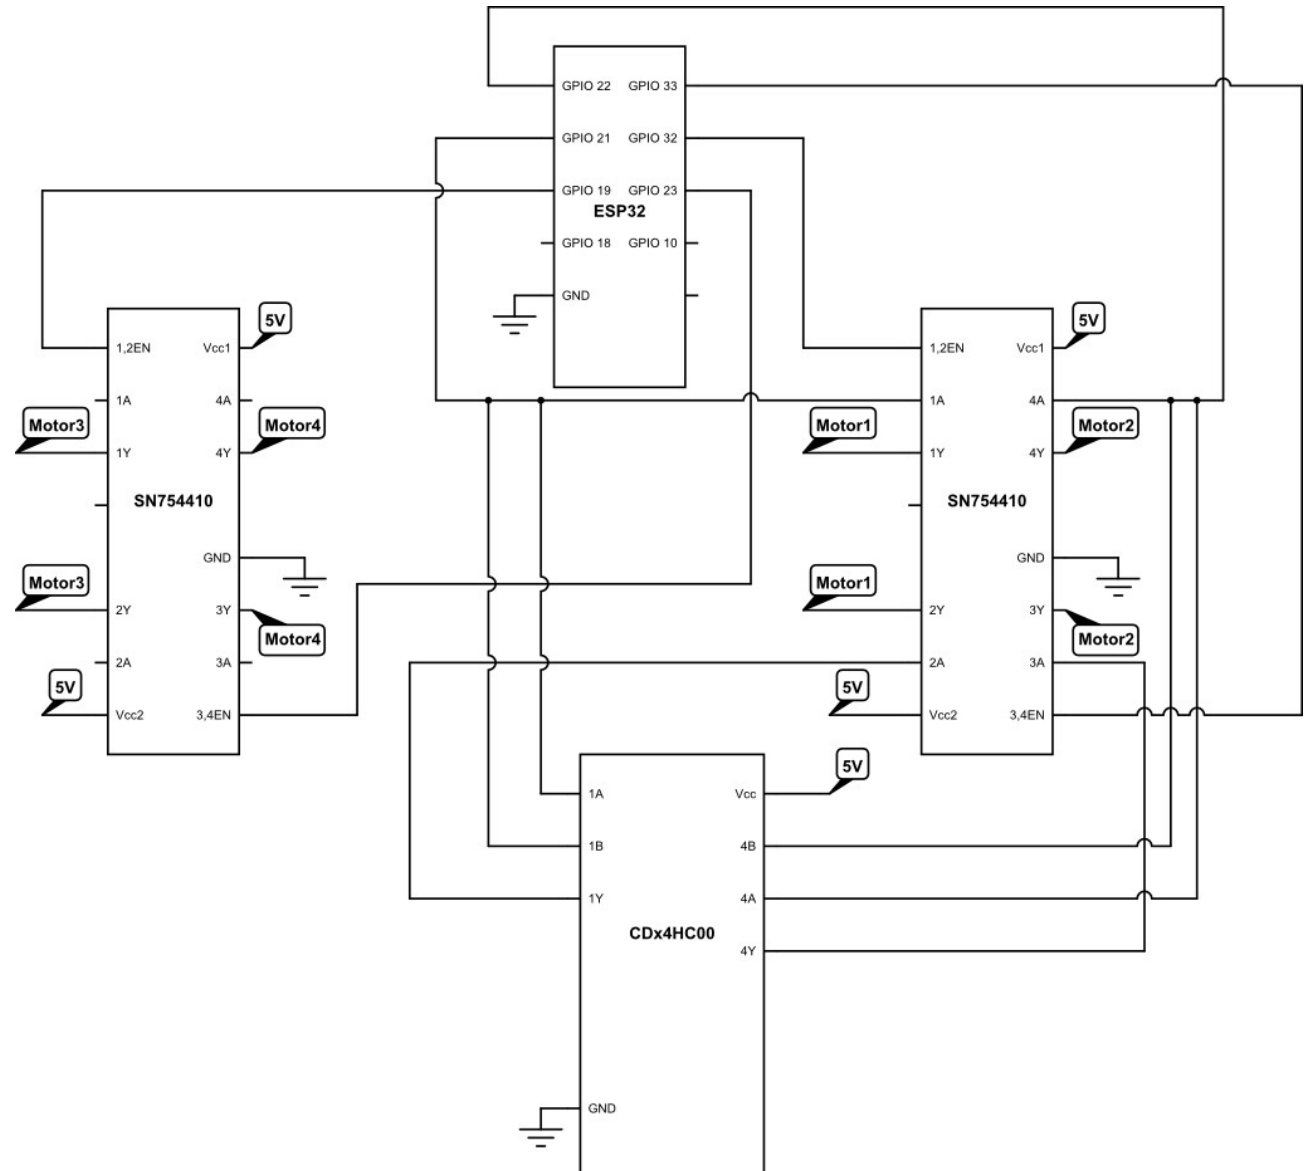 GPIO 22 GPIO 33
GPIO 21 GPIO 32
GPIO 19 GPIO 23
ESP32
GPIO 18 GPIO 10
GND
5V
1,2EN Vcc1
1A 4A
Motor3 Motor4
1Y 4Y
SN754410
GND
Motor3
2Y 3Y
Motor4
2A 3A
5V
Vcc2 3,4EN
5V
1,2EN Vcc1
1A 4A
Motor1 Motor2
1Y 4Y
SN754410
GND
Motor1
2Y 3Y
Motor2
2A 3A
5V
Vcc2 3,4EN
5V
1A Vcc
1B 4B
1Y 4A
CDx4HC00
4Y
GND